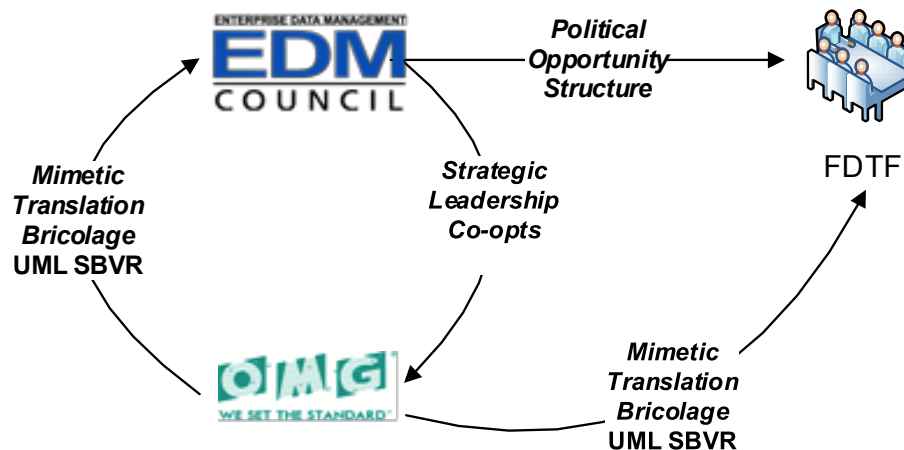 ENTERPRISE DATA MANAGEMENT
EDM
COUNCIL
Political
Opportunity
Structure
FDTF
Mimetic
Translation
Bricolage
UML SBVR
Strategic
Leadership
Co-opts
OMG
WE SET THE STANDARD™
Mimetic
Translation
Bricolage
UML SBVR